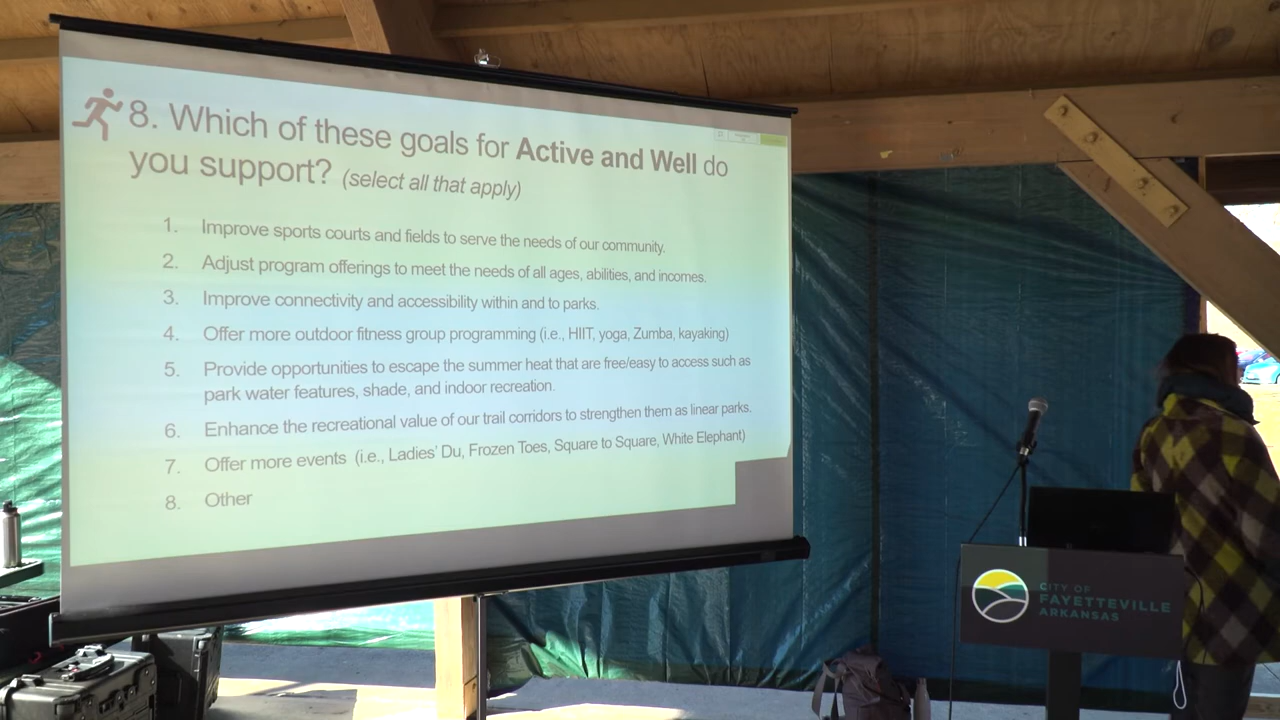 8. Which of these goals for Active and Well do
you support? (select all that apply)
1. Improve sports courts and fields to serve the needs of our community.
2. Adjust program offerings to meet the needs of all ages, abilities, and incomes.
3. Improve connectivity and accessibility within and to parks.
4. Offer more outdoor fitness group programming (i.e., HIIT, yoga, Zumba, kayaking)
5. Provide opportunities to escape the summer heat that are free/easy to access such as
park water features, shade, and indoor recreation.
6. Enhance the recreational value of our trail corridors to strengthen them as linear parks.
7. Offer more events (i.e., Ladies' Du, Frozen Toes, Square to Square, White Elephant)
8. Other
CITY OF
FAYETTEVILLE
ARKANSAS